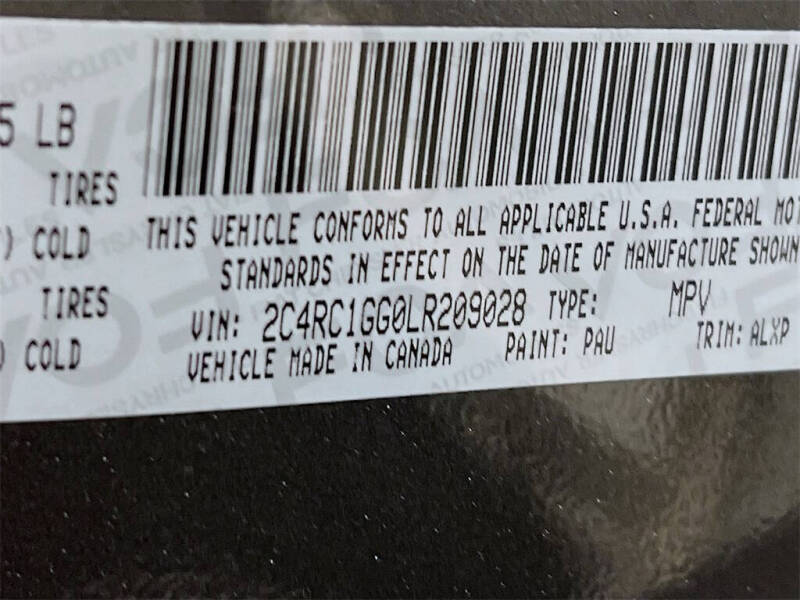 5 LB
TIRES
THIS VEHICLE CONFORMS TO ALL APPLICABLE U.S.A. FEDERAL MOT
) COLD
STANDARDS IN EFFECT ON THE DATE OF MANUFACTURE SHOWN
TIRES
VIN: 2C4RC1GG0LR209028 TYPE: MPV
) COLD
VEHICLE MADE IN CANADA PAINT: PAU TRIM: ALXP